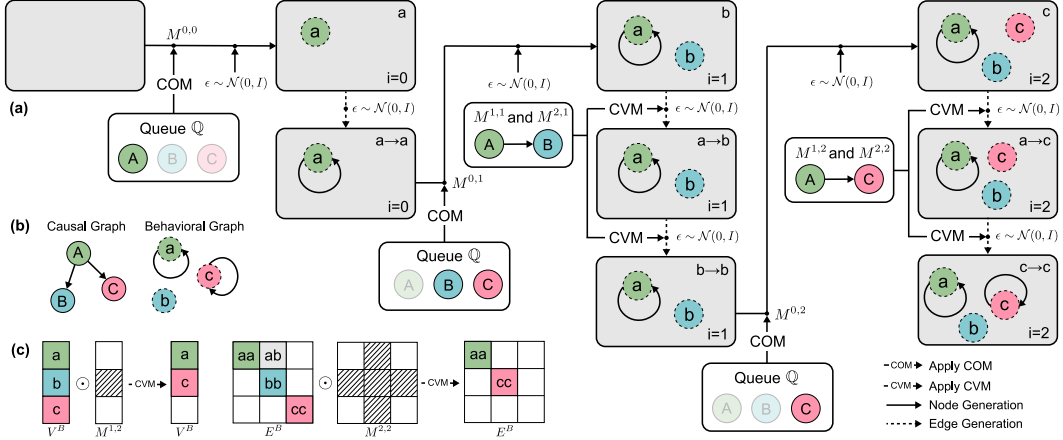 (a)
M^{0,0}
COM
ϵ ∼ 𝒩(0, I)
Queue ℚ
A B C
a
a
i=0
ϵ ∼ 𝒩(0, I)
a→a
a
i=0
M^{0,1}
COM
Queue ℚ
A B C
ϵ ∼ 𝒩(0, I)
b
a
b
i=1
M^{1,1} and M^{2,1}
A B
CVM
ϵ ∼ 𝒩(0, I)
a→b
a
b
i=1
CVM
ϵ ∼ 𝒩(0, I)
b→b
a
b
i=1
M^{0,2}
COM
Queue ℚ
A B C
ϵ ∼ 𝒩(0, I)
c
a
c
b
i=2
M^{1,2} and M^{2,2}
A C
CVM
ϵ ∼ 𝒩(0, I)
a→c
a
c
b
i=2
CVM
ϵ ∼ 𝒩(0, I)
c→c
a
c
b
i=2
(b)
Causal Graph
A
B
C
Behavioral Graph
a
c
b
(c)
a
b
c
V^B
⊙
M^{1,2}
CVM
a
c
V^B
aa ab
bb
cc
E^B
⊙
M^{2,2}
CVM
aa
cc
E^B
COM Apply COM
CVM Apply CVM
Node Generation
Edge Generation